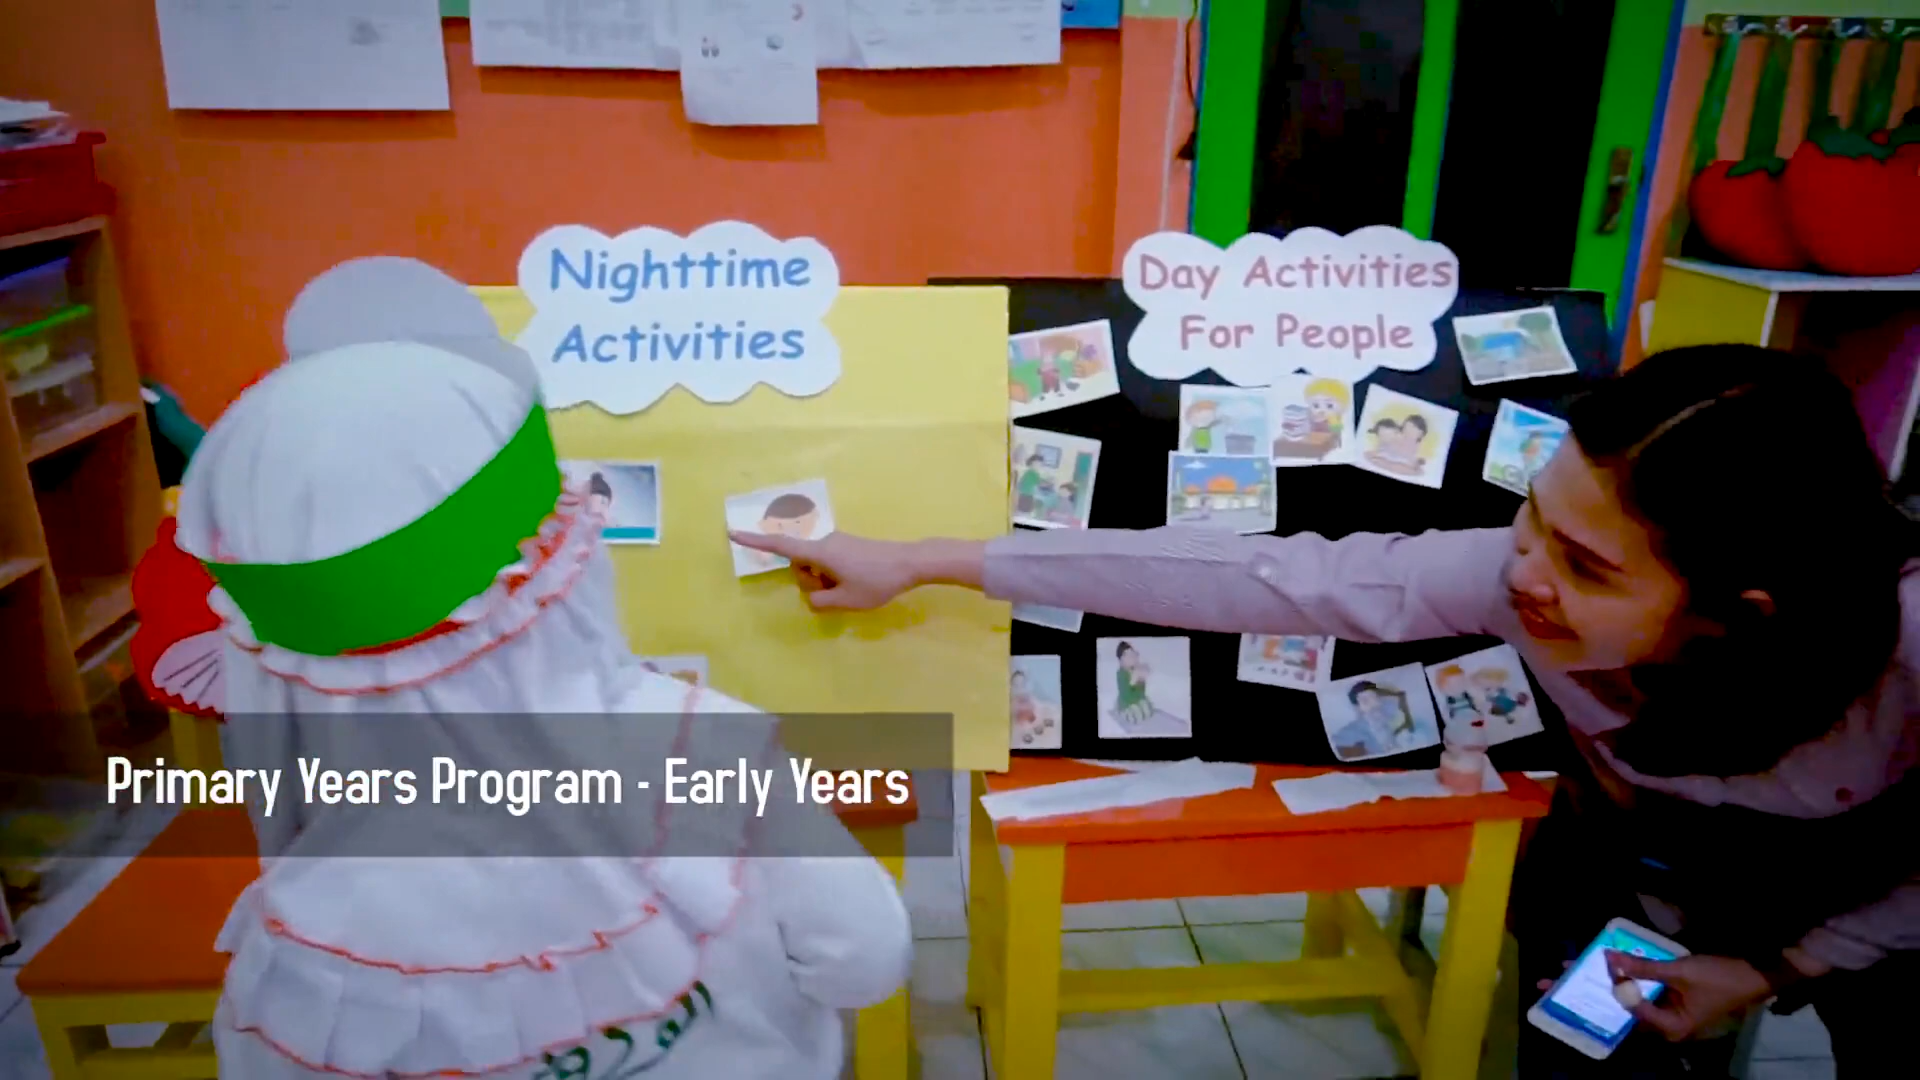 Nighttime
Activities
Day Activities
For People
Primary Years Program - Early Years